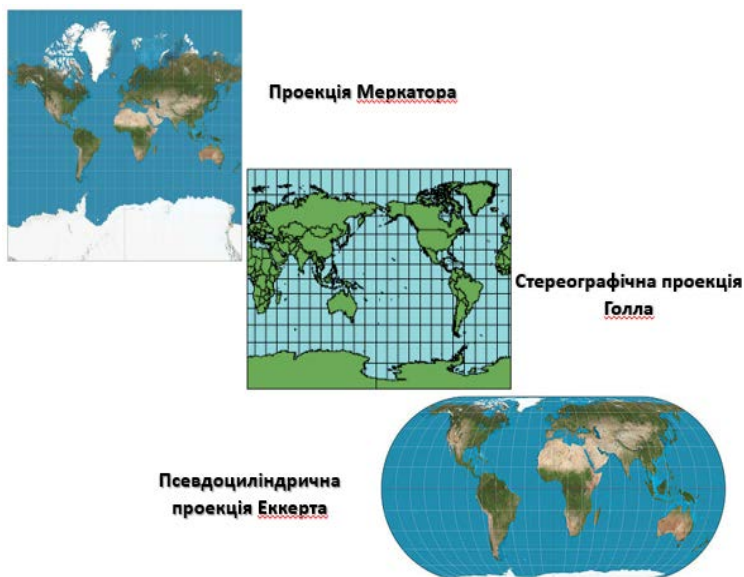 Проекція Меркатора
Стереографічна проекція
Голла
Псевдоциліндрична
проекція Еккерта